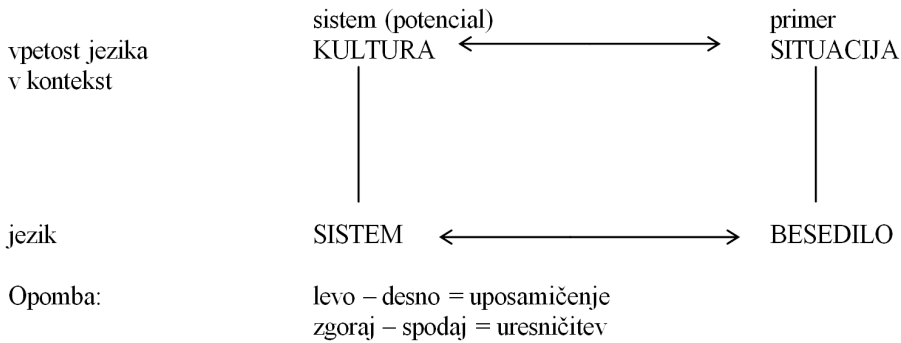 sistem (potencial) primer
vpetost jezika KULTURA SITUACIJA
v kontekst
jezik SISTEM BESEDILO
Opomba: levo – desno = uposamičenje
zgoraj – spodaj = uresničitev